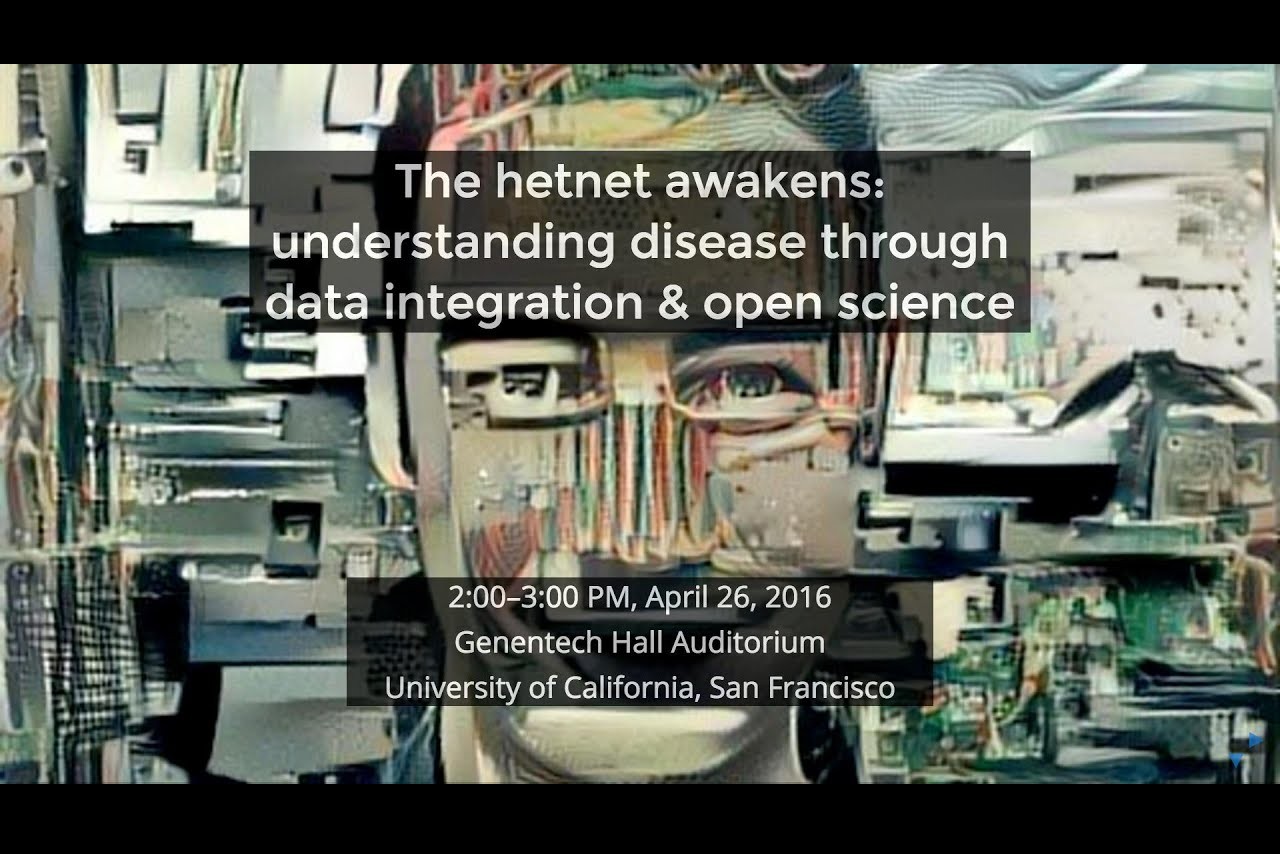 The hetnet awakens:
understanding disease through
data integration & open science
2:00–3:00 PM, April 26, 2016
Genentech Hall Auditorium
University of California, San Francisco